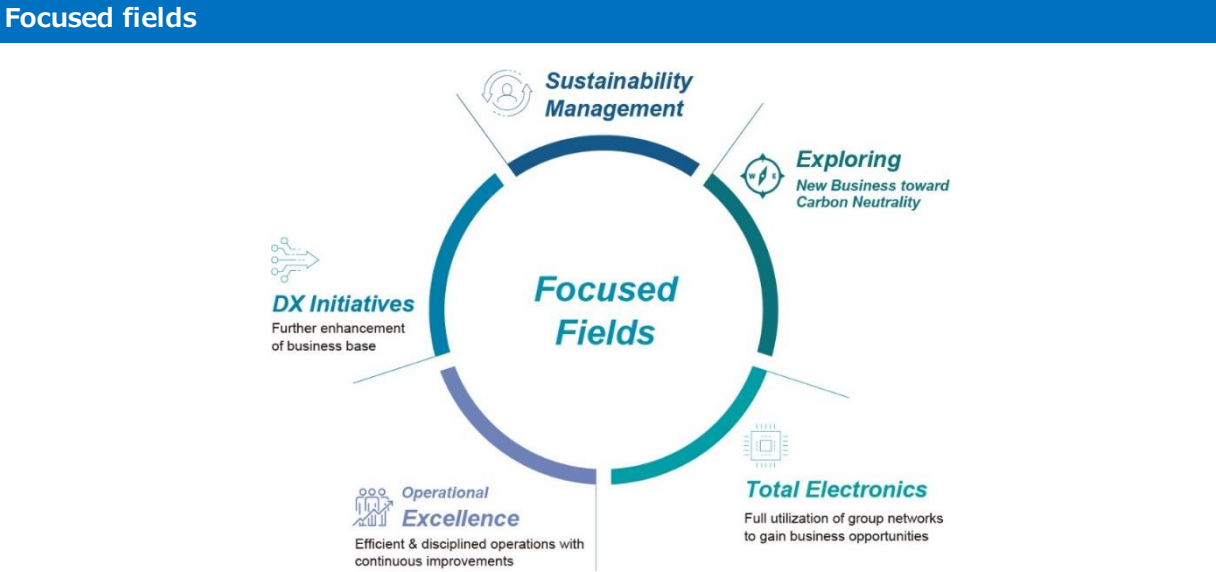 Focused fields
Sustainability
Management
Exploring
New Business toward
Carbon Neutrality
W E
DX Initiatives
Further enhancement
of business base
Focused
Fields
Total Electronics
Full utilization of group networks
to gain business opportunities
Operational
Excellence
Efficient & disciplined operations with
continuous improvements